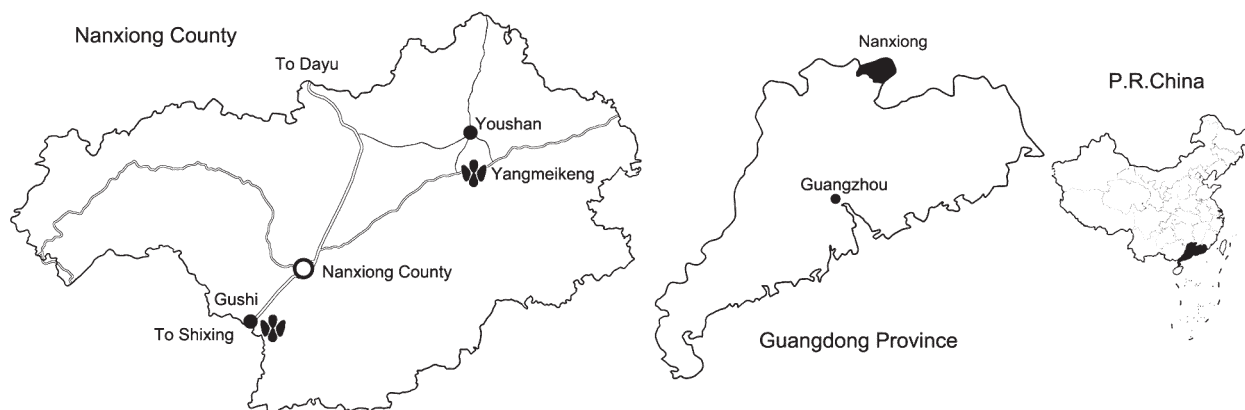 Nanxiong County
To Dayu
Youshan
Yangmeikeng
Nanxiong County
Gushi
To Shixing
Nanxiong
Guangzhou
Guangdong Province
P.R.China